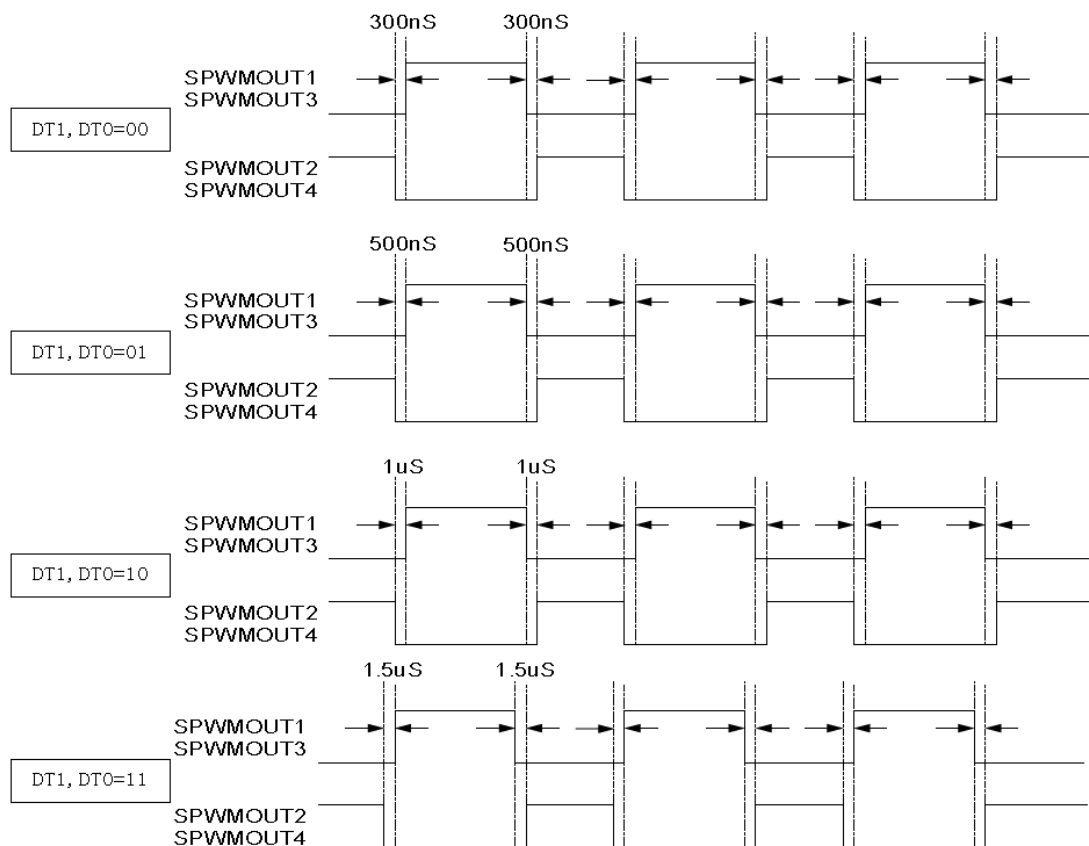 300nS 300nS
SPWMOUT1
SPWMOUT3
DT1, DT0=00
SPWMOUT2
SPWMOUT4
500nS 500nS
SPWMOUT1
SPWMOUT3
DT1, DT0=01
SPWMOUT2
SPWMOUT4
1uS 1uS
SPWMOUT1
SPWMOUT3
DT1, DT0=10
SPWMOUT2
SPWMOUT4
1.5uS 1.5uS
SPWMOUT1
SPWMOUT3
DT1, DT0=11
SPWMOUT2
SPWMOUT4